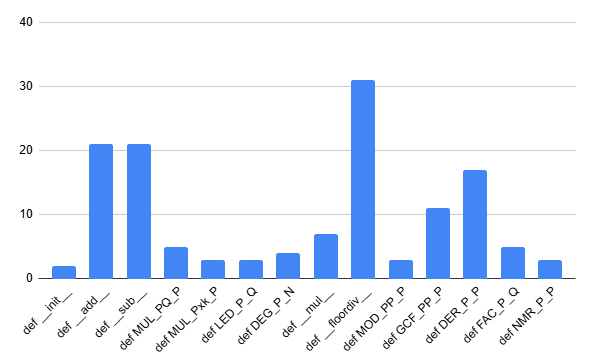 40
30
20
10
0
def __init__
def __add__
def __sub__
def MUL_PQ_P
def MUL_Pxk_P
def LED_P_Q
def DEG_P_N
def __mul__
def __floordiv__
def MOD_PP_P
def GCF_PP_P
def DER_P_P
def FAC_P_Q
def NMR_P_P